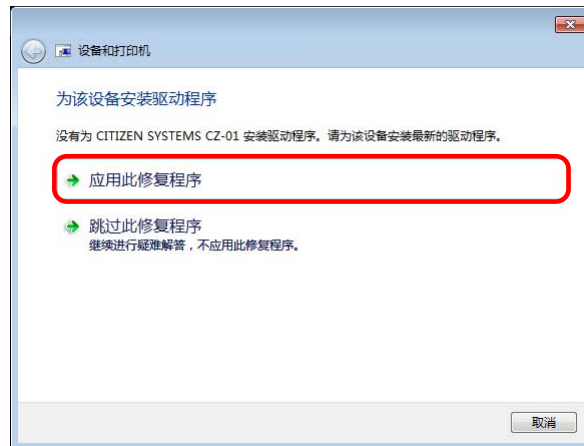 设备和打印机
为该设备安装驱动程序
没有为 CITIZEN SYSTEMS CZ-01 安装驱动程序。请为该设备安装最新的驱动程序。
应用此修复程序
跳过此修复程序
继续进行疑难解答，不应用此修复程序。
取消